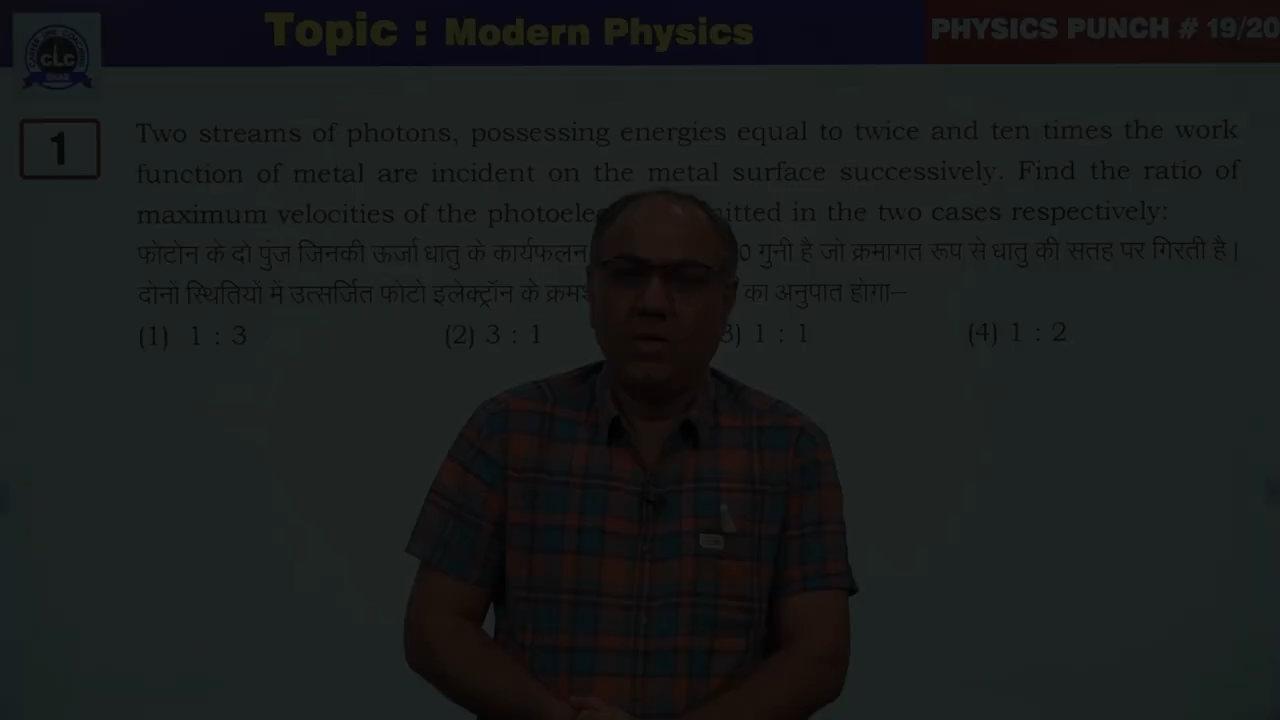 Topic : Modern Physics
PHYSICS PUNCH # 19/20
CLC
1
Two streams of photons, possessing energies equal to twice and ten times the work
function of metal are incident on the metal surface successively. Find the ratio of
maximum velocities of the photoele itted in the two cases respectively:
फोटोन के दो पुंज जिनकी ऊर्जा धातु के कार्यफलन 0 गुनी है जो क्रमागत रूप से धातु की सतह पर गिरती है।
दोनों स्थितियों में उत्सर्जित फोटो इलेक्ट्रॉन के का अनुपात होगा–
(1) 1 : 3 (2) 3 : 1 3) 1 : 1 (4) 1 : 2